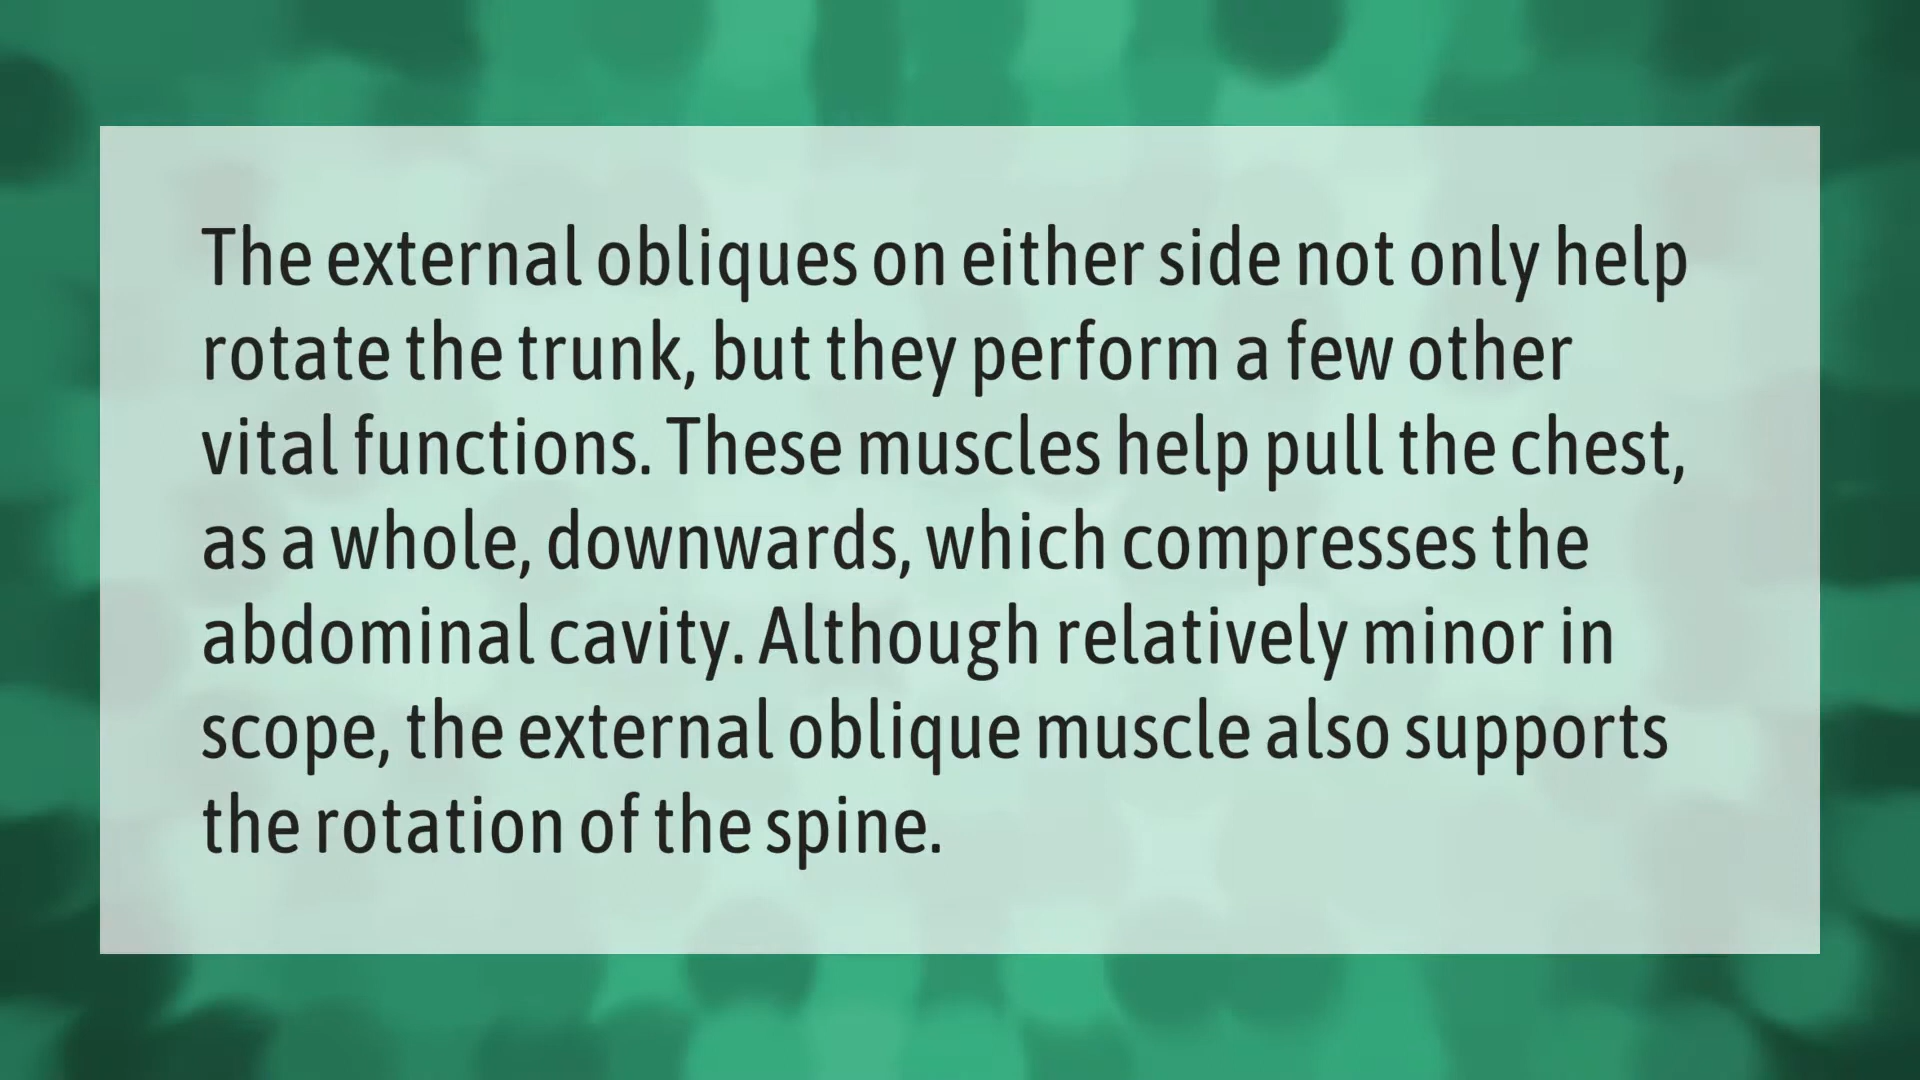 The external obliques on either side not only help
rotate the trunk, but they perform a few other
vital functions. These muscles help pull the chest,
as a whole, downwards, which compresses the
abdominal cavity. Although relatively minor in
scope, the external oblique muscle also supports
the rotation of the spine.